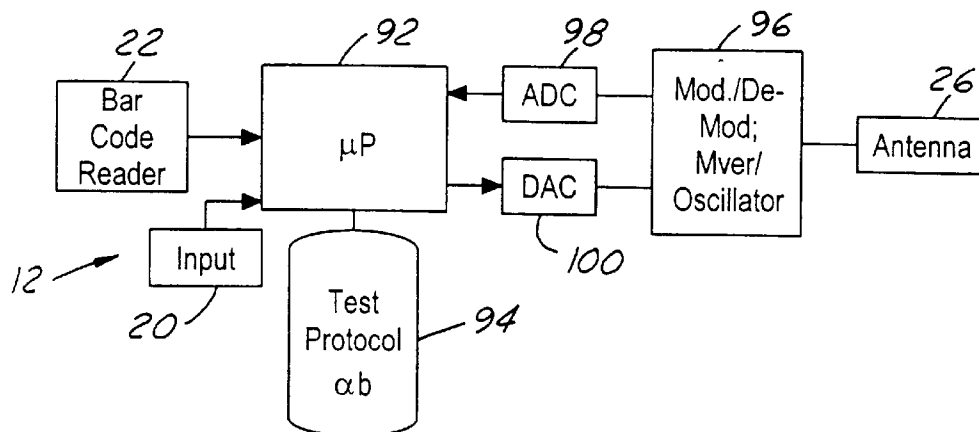 22
92
98
96
26
Bar
Code
Reader
μP
ADC
Mod./De-
Mod;
Mver/
Oscillator
Antenna
DAC
100
12
Input
20
Test
Protocol
αb
94